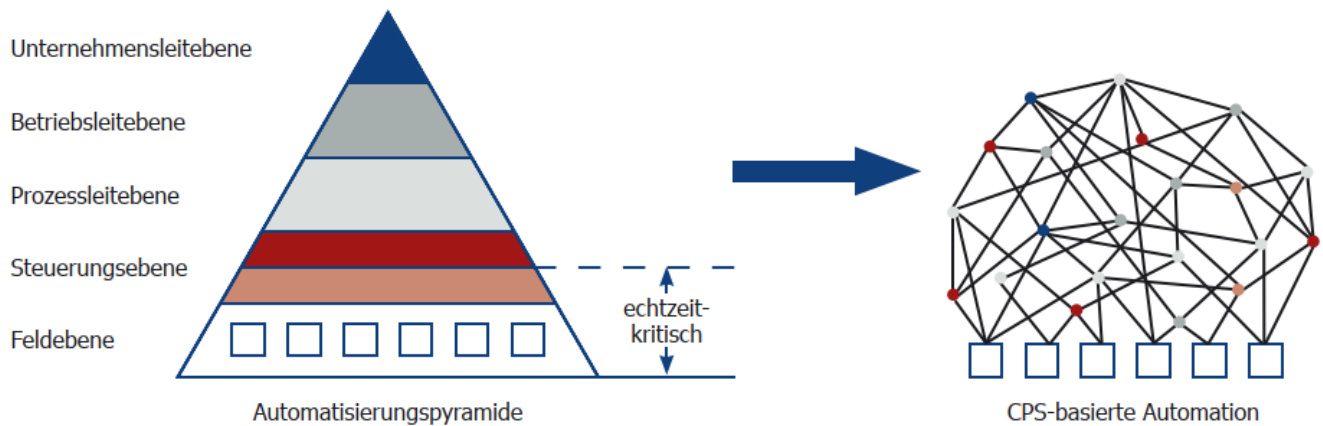 Unternehmensleitebene
Betriebsleitebene
Prozessleitebene
Steuerungsebene
Feldebene
echtzeit-
kritisch
Automatisierungspyramide
CPS-basierte Automation